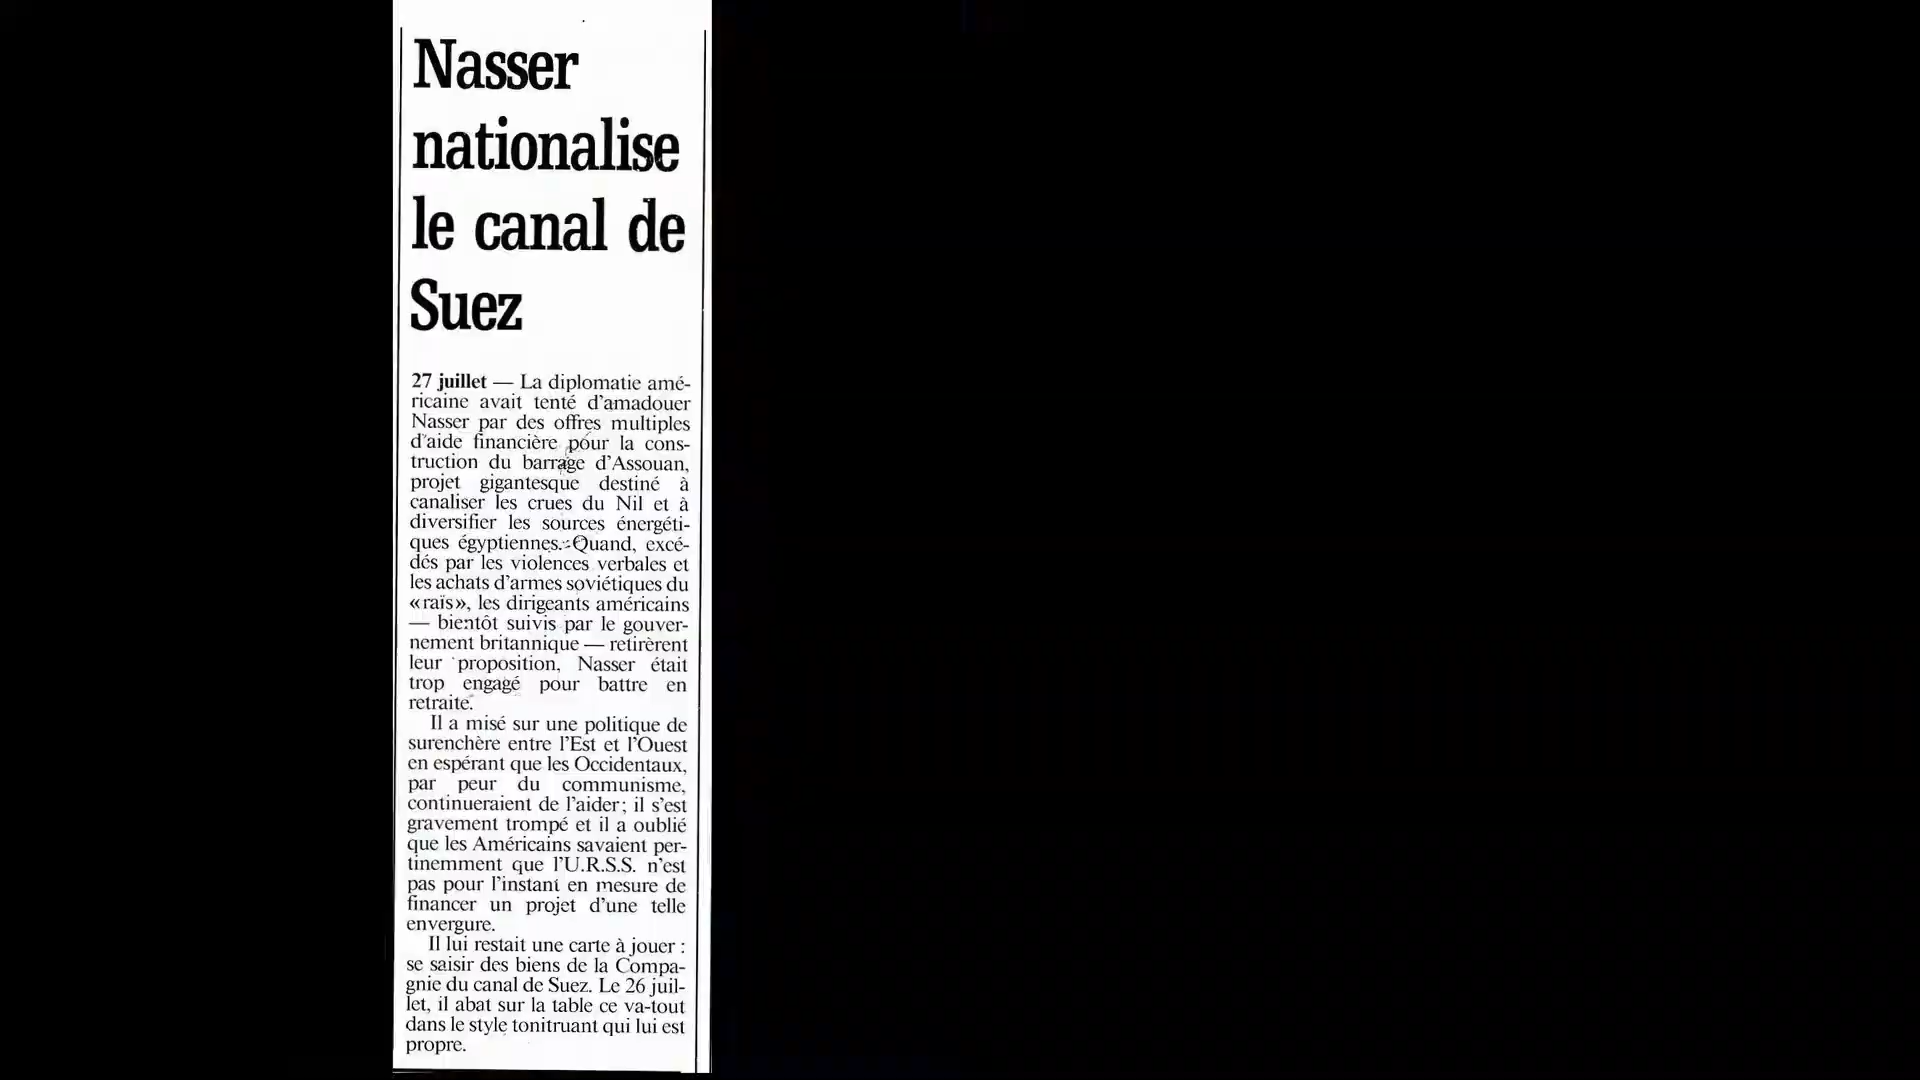 Nasser
nationalise
le canal de
Suez
27 juillet — La diplomatie amé-
ricaine avait tenté d'amadouer
Nasser par des offres multiples
d'aide financière pour la cons-
truction du barrage d'Assouan,
projet gigantesque destiné à
canaliser les crues du Nil et à
diversifier les sources énergéti-
ques égyptiennes. Quand, excé-
dés par les violences verbales et
les achats d'armes soviétiques du
«raïs», les dirigeants américains
— bientôt suivis par le gouver-
nement britannique — retirèrent
leur proposition, Nasser était
trop engagé pour battre en
retraite.
Il a misé sur une politique de
surenchère entre l'Est et l'Ouest
en espérant que les Occidentaux,
par peur du communisme,
continueraient de l'aider; il s'est
gravement trompé et il a oublié
que les Américains savaient per-
tinemment que l'U.R.S.S. n'est
pas pour l'instant en mesure de
financer un projet d'une telle
envergure.
Il lui restait une carte à jouer :
se saisir des biens de la Compa-
gnie du canal de Suez. Le 26 juil-
let, il abat sur la table ce va-tout
dans le style tonitruant qui lui est
propre.